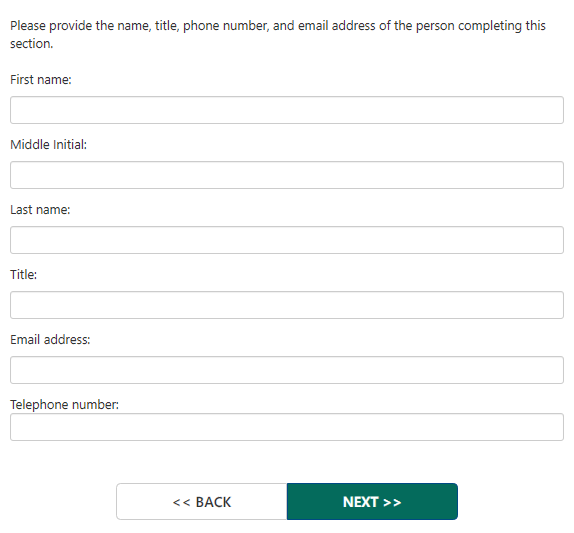 Please provide the name, title, phone number, and email address of the person completing this
section.
First name:
Middle Initial:
Last name:
Title:
Email address:
Telephone number:
<< BACK
NEXT >>